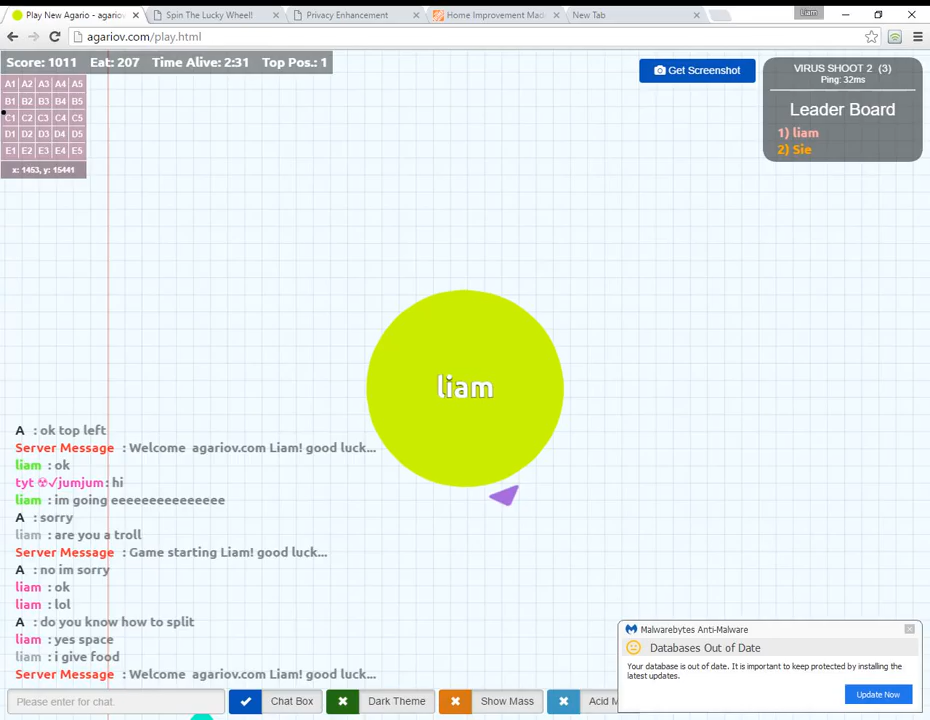 Play New Agario - agario
Spin The Lucky Wheel!
Privacy Enhancement
Home Improvement Mad
New Tab
Liam
agariov.com/play.html
Score: 1011 Eat: 207 Time Alive: 2:31 Top Pos.: 1
A1 A2 A3 A4 A5
B1 B2 B3 B4 B5
C1 C2 C3 C4 C5
D1 D2 D3 D4 D5
E1 E2 E3 E4 E5
x: 1453, y: 15441
Get Screenshot
VIRUS SHOOT 2 (3)
Ping: 32ms
Leader Board
1) liam
2) Sie
liam
A : ok top left
Server Message : Welcome agariov.com Liam! good luck...
liam : ok
tyt ☢✓jumjum : hi
liam : im going eeeeeeeeeeeeeee
A : sorry
liam : are you a troll
Server Message : Game starting Liam! good luck...
A : no im sorry
liam : ok
liam : lol
A : do you know how to split
liam : yes space
liam : i give food
Server Message : Welcome agariov.com Liam! good luck...
Please enter for chat.
Chat Box
Dark Theme
Show Mass
Acid M
Malwarebytes Anti-Malware
Databases Out of Date
Your database is out of date. It is important to keep protected by installing the
latest updates.
Update Now